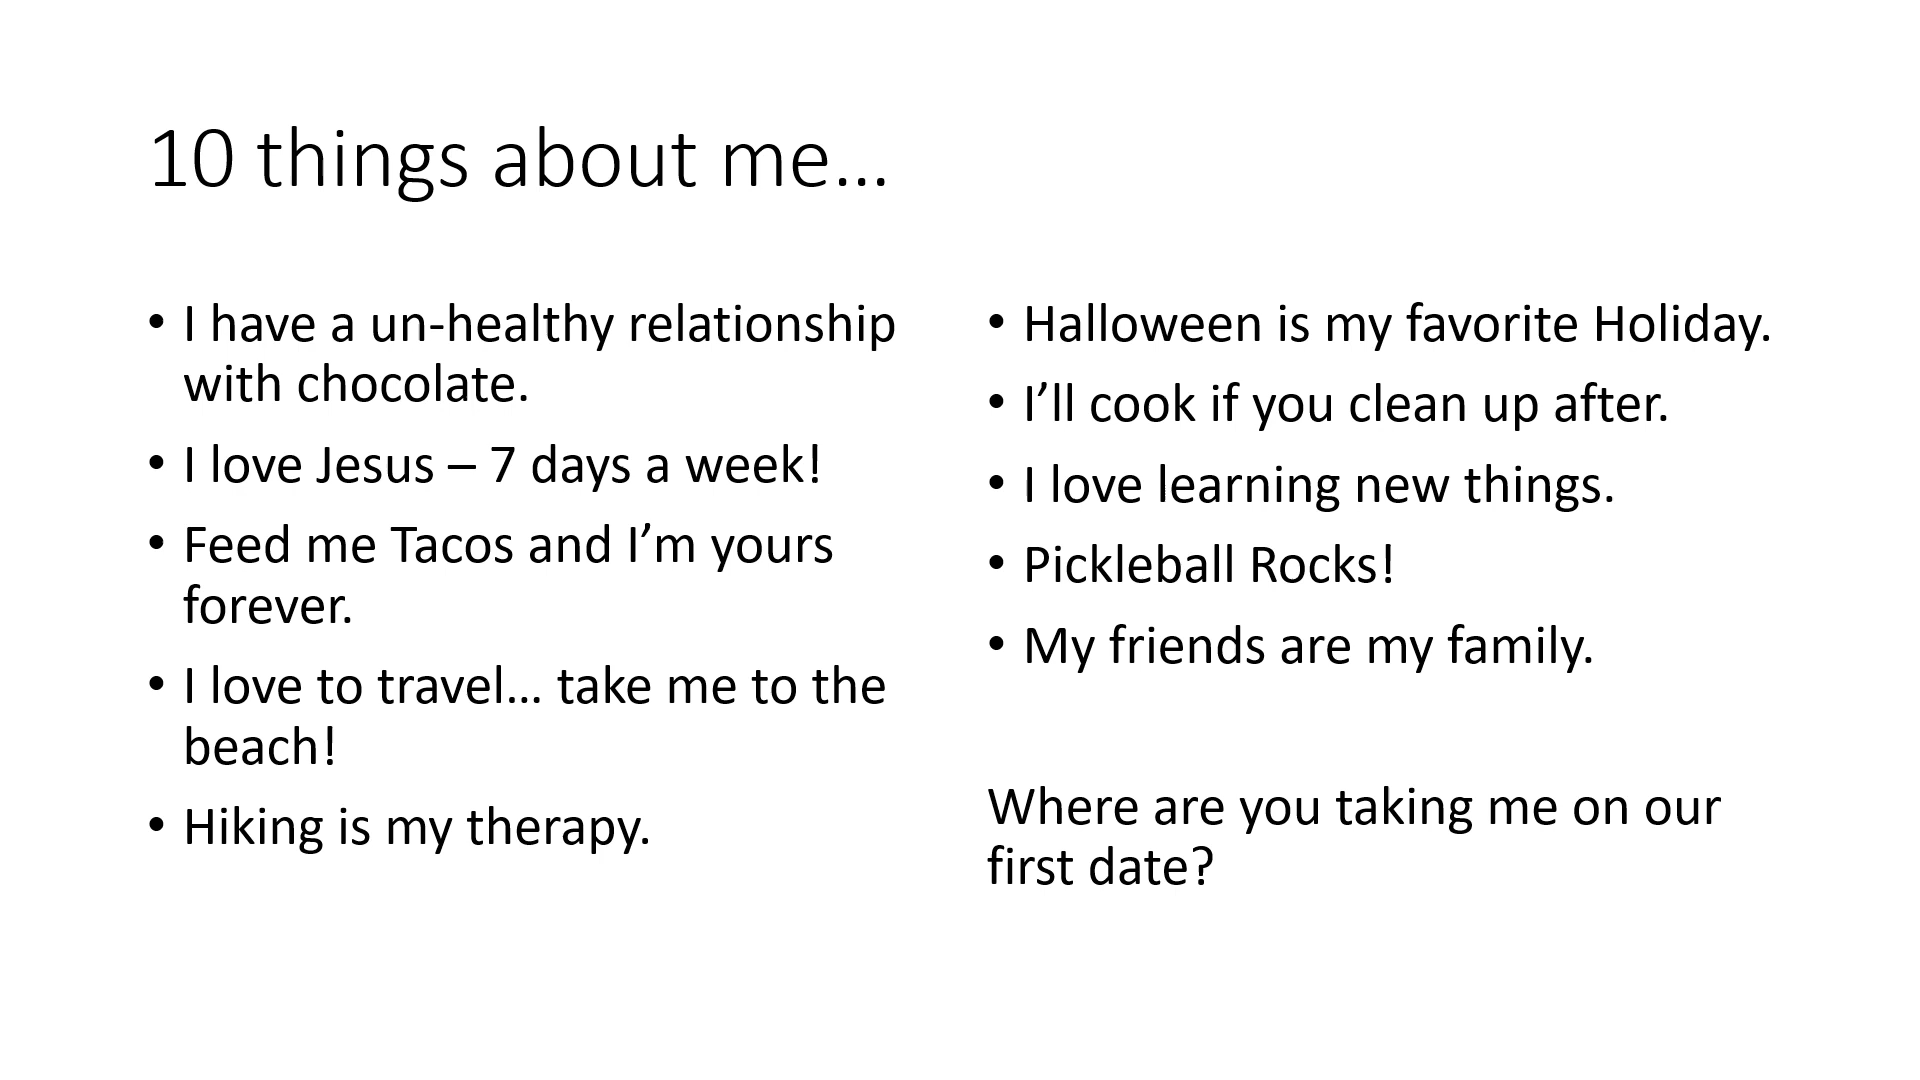 10 things about me…
• I have a un-healthy relationship
with chocolate.
• I love Jesus – 7 days a week!
• Feed me Tacos and I’m yours
forever.
• I love to travel… take me to the
beach!
• Hiking is my therapy.
• Halloween is my favorite Holiday.
• I’ll cook if you clean up after.
• I love learning new things.
• Pickleball Rocks!
• My friends are my family.
Where are you taking me on our
first date?